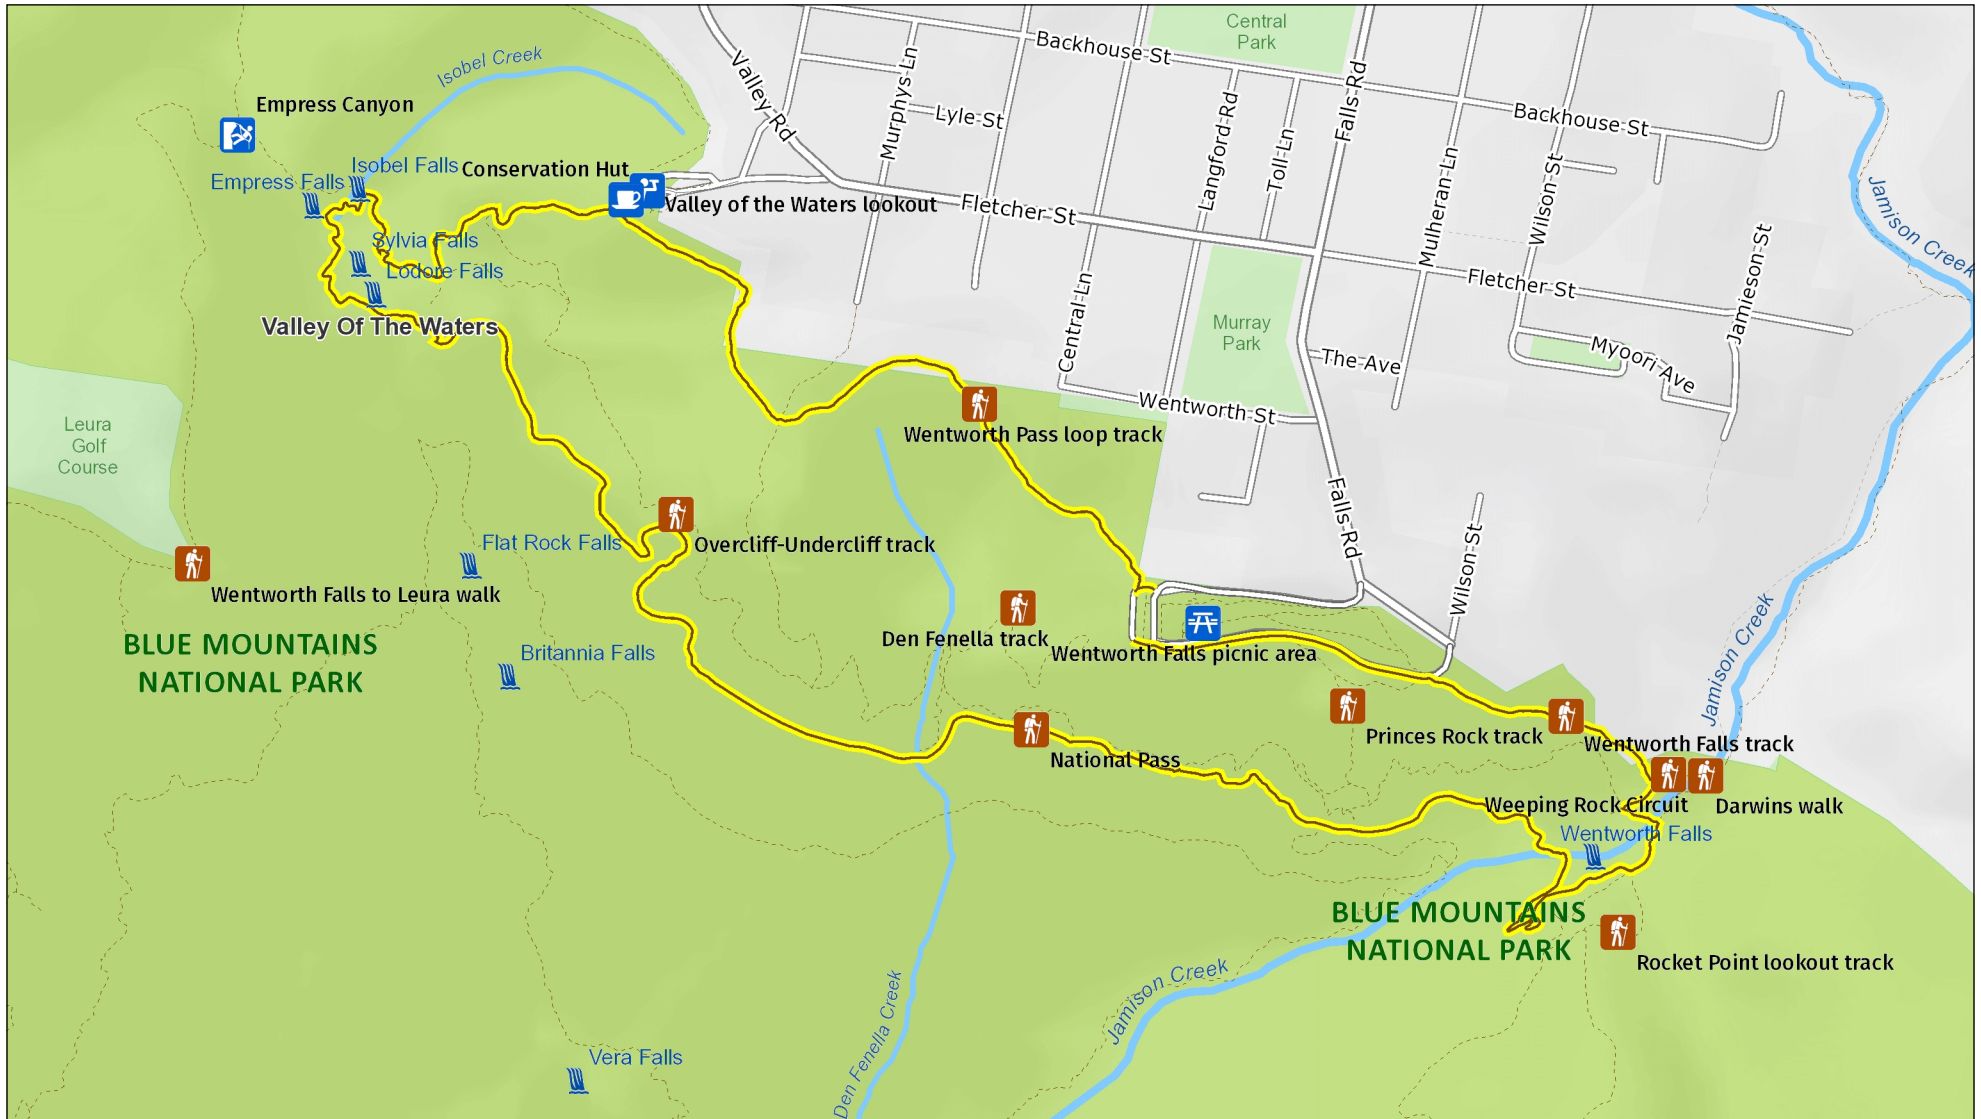 Central
Park
Isobel Creek
Backhouse St
Valley Rd
Murphys Ln
Falls Rd
Empress Canyon
Lyle St
Langford Rd
Backhouse St
Toll Ln
Isobel Falls
Conservation Hut
Empress Falls
Mulheran Ln
Wilson St
Valley of the Waters lookout
Fletcher St
Jamison Creek
Sylvia Falls
Lodore Falls
Fletcher St
Jamieson St
Central Ln
Valley Of The Waters
Murray
Park
The Ave
Myoori Ave
Wentworth St
Leura
Golf
Course
Wentworth Pass loop track
Falls Rd
Flat Rock Falls
Overcliff-Undercliff track
Wilson St
Wentworth Falls to Leura walk
BLUE MOUNTAINS
NATIONAL PARK
Den Fenella track
Wentworth Falls picnic area
Britannia Falls
Jamison Creek
Princes Rock track
Wentworth Falls track
National Pass
Weeping Rock Circuit
Darwins walk
Wentworth Falls
BLUE MOUNTAINS
NATIONAL PARK
Rocket Point lookout track
Jamison Creek
Den Fenella Creek
Vera Falls